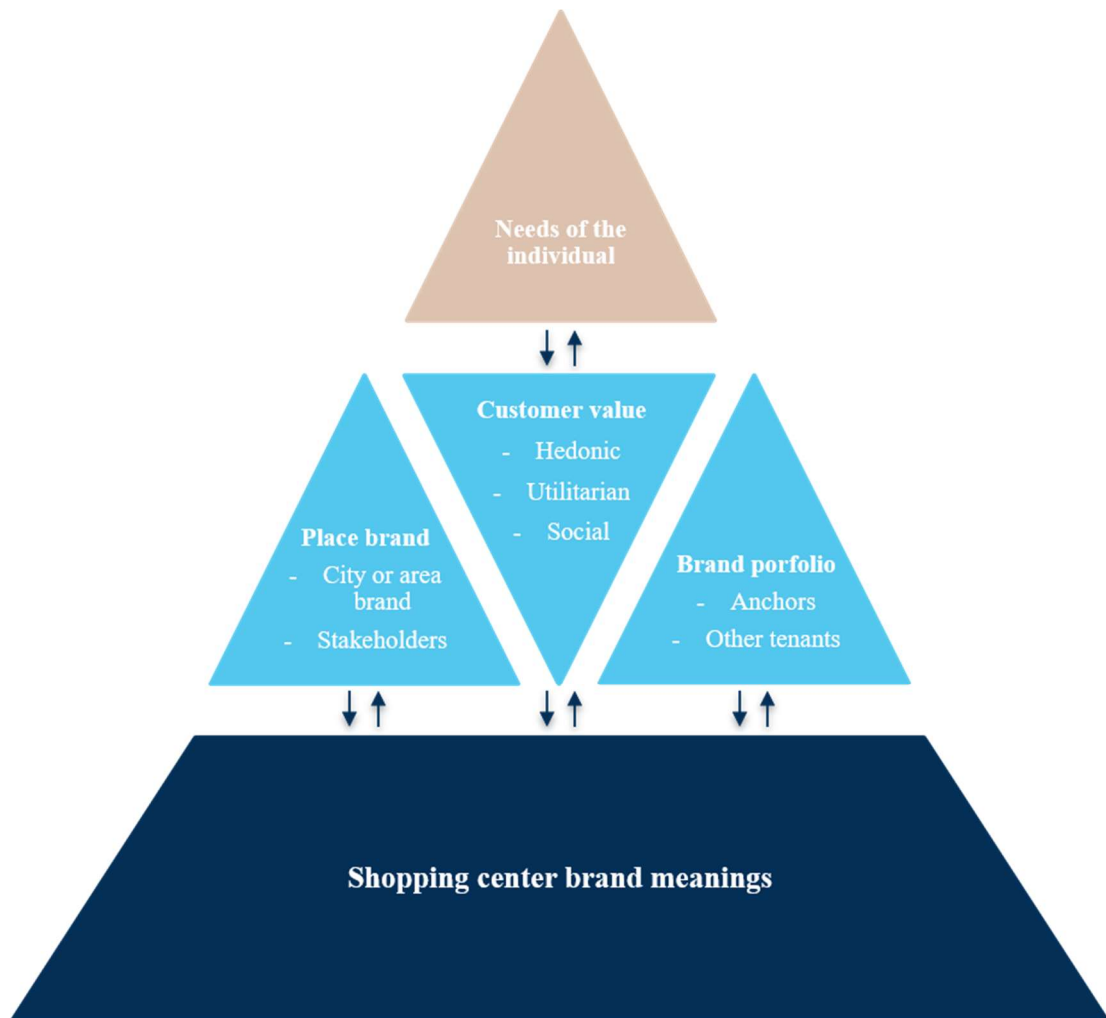 Needs of the
individual
Customer value
- Hedonic
- Utilitarian
- Social
Place brand
- City or area
brand
- Stakeholders
Brand porfolio
- Anchors
- Other tenants
Shopping center brand meanings